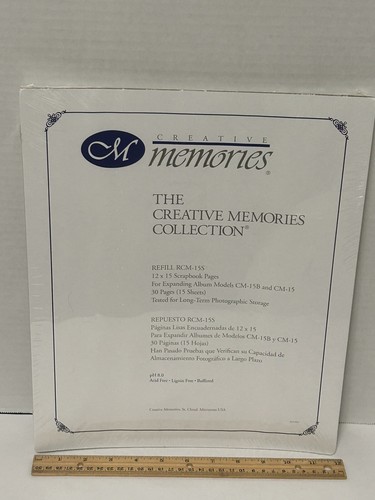 M
CREATIVE
memories®
THE
CREATIVE MEMORIES
COLLECTION®
REFILL RCM-15S
12 x 15 Scrapbook Pages
For Expanding Album Models CM-15B and CM-15
30 Pages (15 Sheets)
Tested for Long-Term Photographic Storage
REPUESTO RCM-15S
Páginas Lisas Encuadernadas de 12 x 15
Para Expandir Albumes de Modelos CM-15B y CM-15
30 Páginas (15 Hojas)
Han Pasado Pruebas que Verifican su Capacidad de
Almacenamiento Fotográfico a Largo Plazo
pH 8.0
Acid Free • Lignin Free • Buffered
Creative Memories St. Cloud, Minnesota USA